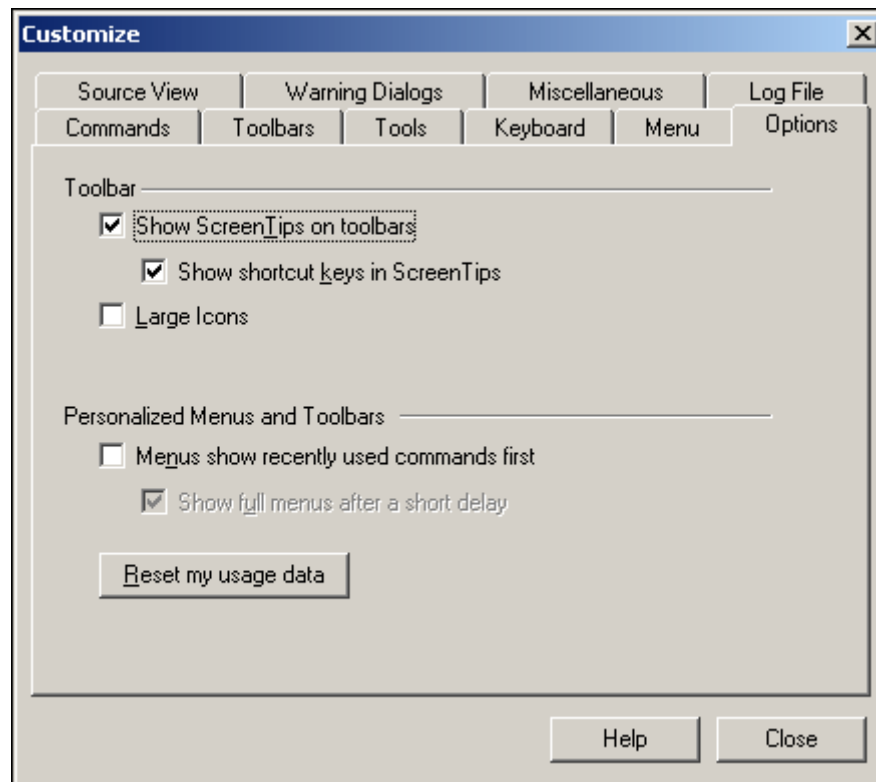 Customize
Source View Warning Dialogs Miscellaneous Log File
Commands Toolbars Tools Keyboard Menu Options
Toolbar
Show ScreenTips on toolbars
Show shortcut keys in ScreenTips
Large Icons
Personalized Menus and Toolbars
Menus show recently used commands first
Show full menus after a short delay
Reset my usage data
Help Close